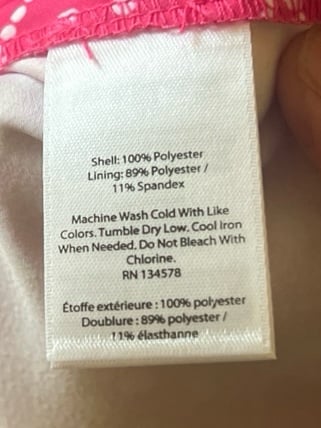 Shell: 100% Polyester
Lining: 89% Polyester /
11% Spandex
Machine Wash Cold With Like
Colors. Tumble Dry Low. Cool Iron
When Needed. Do Not Bleach With
Chlorine.
RN 134578
Étoffe extérieure : 100% polyester
Doublure : 89% polyester /
11% élasthanne